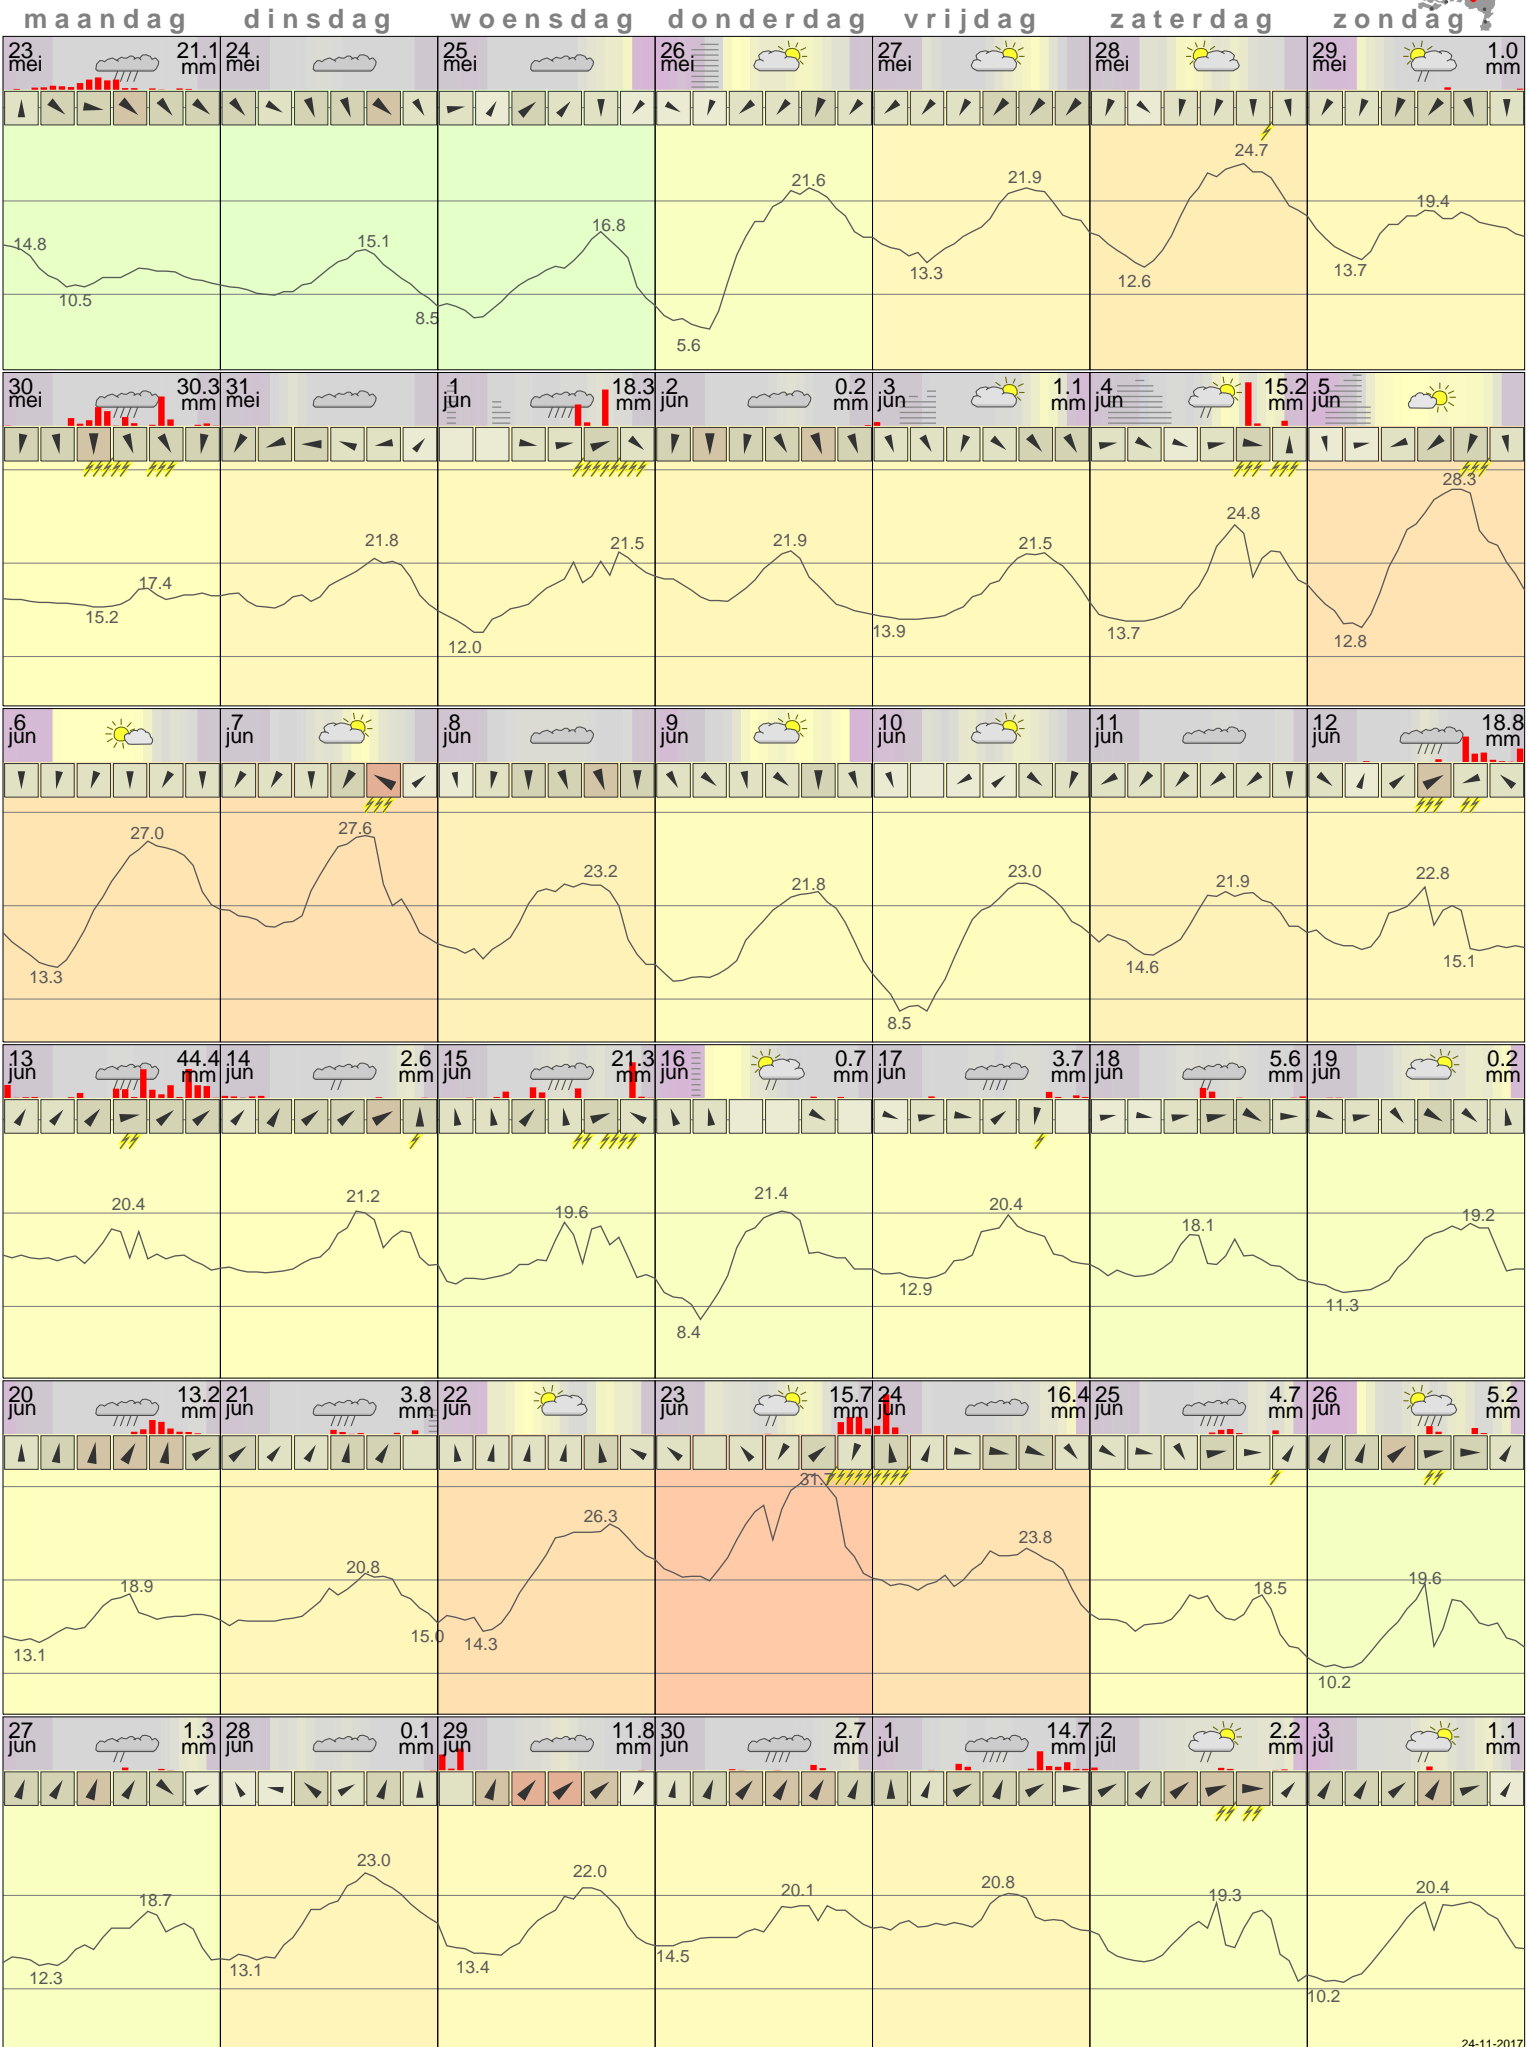 maandag dinsdag woensdag donderdag vrijdag zaterdag zondag
23 mei 21.1 mm 24 mei 25 mei 26 mei 27 mei 28 mei 29 mei 1.0 mm
14.8 10.5 15.1 8.5 16.8 5.6 21.6 13.3 21.9 12.6 24.7 13.7 19.4
30 mei 30.3 mm 31 mei 1 jun 18.3 mm 2 jun 0.2 mm 3 jun 1.1 mm 4 jun 15.2 mm 5 jun
15.2 17.4 21.8 12.0 21.5 21.9 13.9 21.5 13.7 24.8 12.8 28.3
6 jun 7 jun 8 jun 9 jun 10 jun 11 jun 12 jun 18.8 mm
13.3 27.0 27.6 23.2 21.8 8.5 23.0 14.6 21.9 22.8 15.1
13 jun 44.4 mm 14 jun 2.6 mm 15 jun 21.3 mm 16 jun 0.7 mm 17 jun 3.7 mm 18 jun 5.6 mm 19 jun 0.2 mm
20.4 21.2 19.6 8.4 21.4 12.9 20.4 18.1 11.3 19.2
20 jun 13.2 mm 21 jun 3.8 mm 22 jun 23 jun 15.7 mm 24 jun 16.4 mm 25 jun 4.7 mm 26 jun 5.2 mm
13.1 18.9 20.8 15.0 14.3 26.3 31.7 23.8 18.5 10.2 19.6
27 jun 1.3 mm 28 jun 0.1 mm 29 jun 11.8 mm 30 jun 2.7 mm 1 jul 14.7 mm 2 jul 2.2 mm 3 jul 1.1 mm
12.3 18.7 13.1 23.0 13.4 22.0 14.5 20.1 20.8 19.3 10.2 20.4
24-11-2017